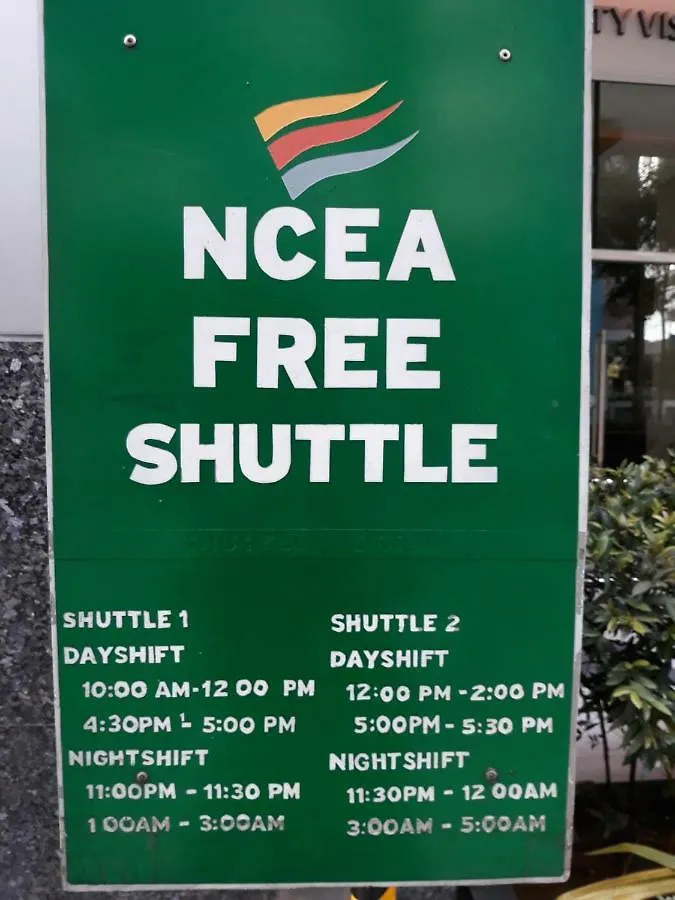 TY VIS
NCEA
FREE
SHUTTLE
SHUTTLE 1
DAYSHIFT
10:00 AM-12 00 PM
4:30PM - 5:00 PM
NIGHTSHIFT
11:00PM - 11:30 PM
1 00AM - 3:00AM
SHUTTLE 2
DAYSHIFT
12:00 PM -2:00 PM
5:00PM- 5:30 PM
NIGHTSHIFT
11:30PM - 12 00AM
3:00AM - 5:00AM